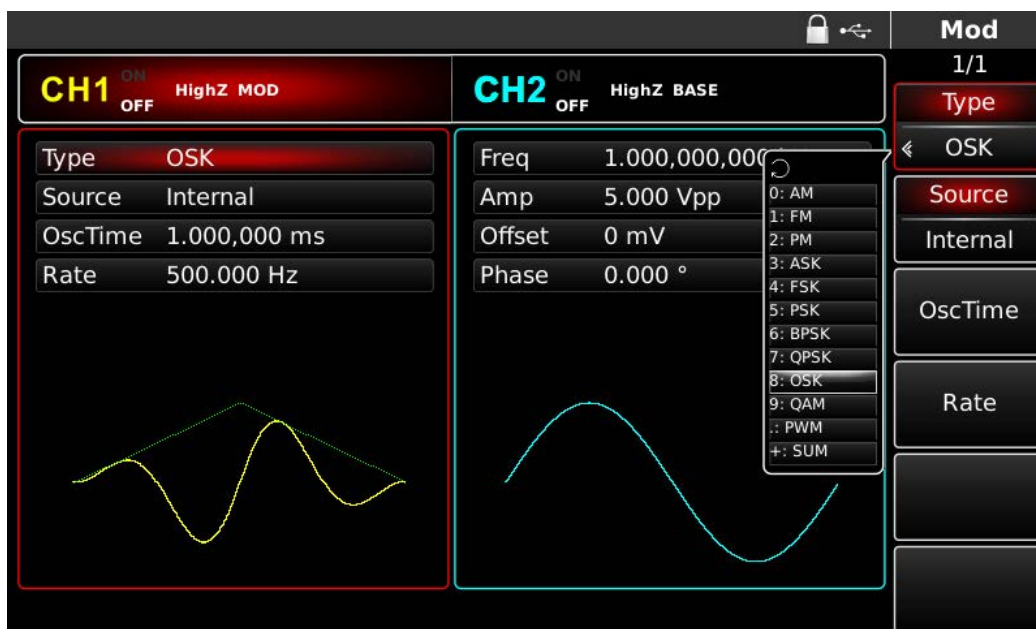 Mod
1/1
CH1 ON OFF HighZ MOD
CH2 ON OFF HighZ BASE
Type OSK
Source Internal
OscTime 1.000,000 ms
Rate 500.000 Hz
Freq 1.000,000,000
Amp 5.000 Vpp
Offset 0 mV
Phase 0.000 °
0: AM
1: FM
2: PM
3: ASK
4: FSK
5: PSK
6: BPSK
7: QPSK
8: OSK
9: QAM
.: PWM
+: SUM
Type
OSK
Source
Internal
OscTime
Rate